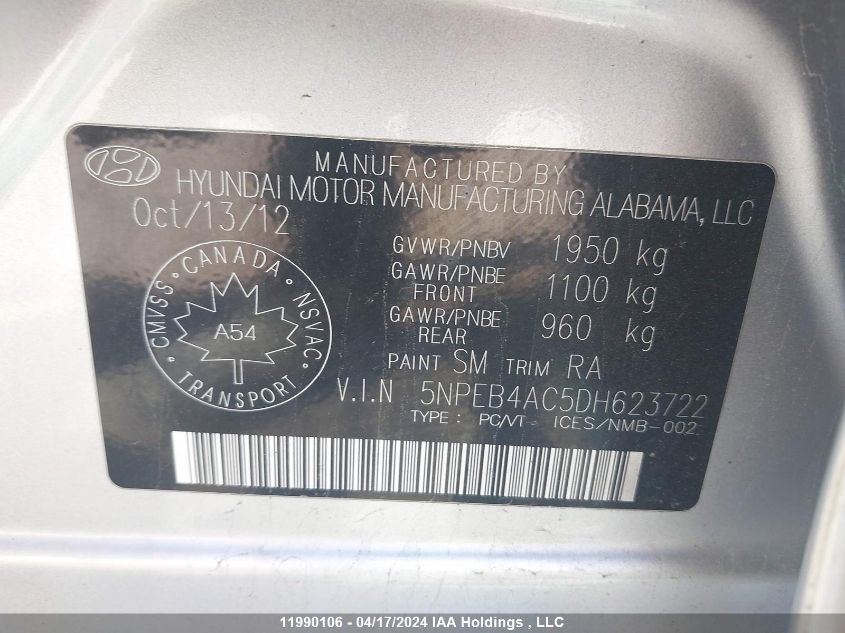 MANUFACTURED BY
HYUNDAI MOTOR MANUFACTURING ALABAMA, LLC
Oct/13/12
GVWR/PNBV 1950 kg
GAWR/PNBE FRONT 1100 kg
GAWR/PNBE REAR 960 kg
PAINT SM TRIM RA
V.I.N 5NPEB4AC5DH623722
TYPE : PC/VT ICES/NMB-002
CMVSS · CANADA · NSVAC · TRANSPORT ·
A54
11990106 - 04/17/2024 IAA Holdings , LLC